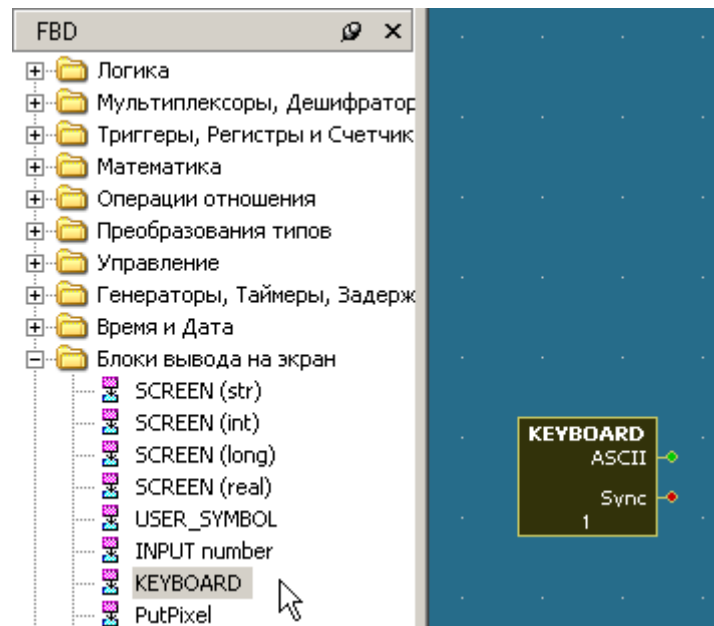 FBD
Логика
Мультиплексоры, Дешифратор
Триггеры, Регистры и Счетчик
Математика
Операции отношения
Преобразования типов
Управление
Генераторы, Таймеры, Задерж
Время и Дата
Блоки вывода на экран
SCREEN (str)
SCREEN (int)
SCREEN (long)
SCREEN (real)
USER_SYMBOL
INPUT number
KEYBOARD
PutPixel
KEYBOARD
ASCII
Sync
1